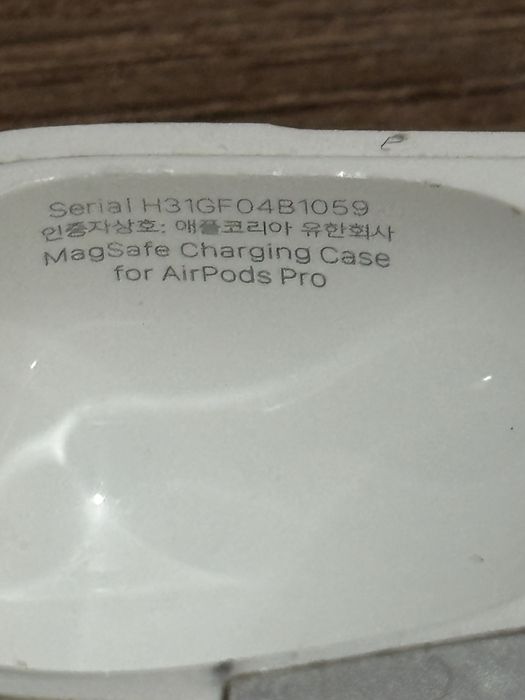 Serial H31GF04B1059
인증자상호: 애플코리아 유한회사
MagSafe Charging Case
for AirPods Pro